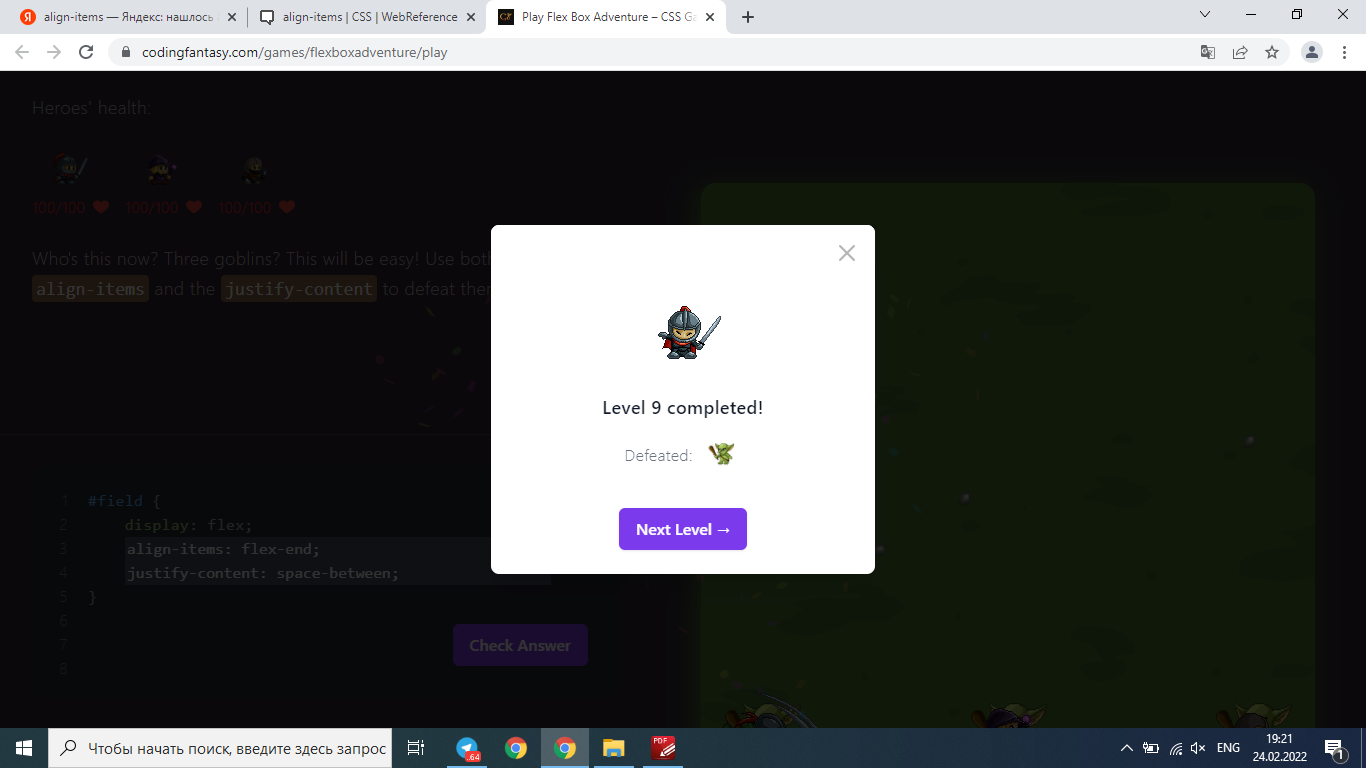 align-items — Яндекс: нашлось
align-items | CSS | WebReference
Play Flex Box Adventure – CSS Ga
codingfantasy.com/games/flexboxadventure/play
Heroes' health:
100/100 100/100 100/100
Who's this now? Three goblins? This will be easy! Use both
align-items and the justify-content to defeat them
Level 9 completed!
Defeated:
Next Level →
1 #field {
2 display: flex;
3 align-items: flex-end;
4 justify-content: space-between;
5 }
6
7
8
Check Answer
Чтобы начать поиск, введите здесь запрос
.64
PDF
ENG
19:21
24.02.2022
1